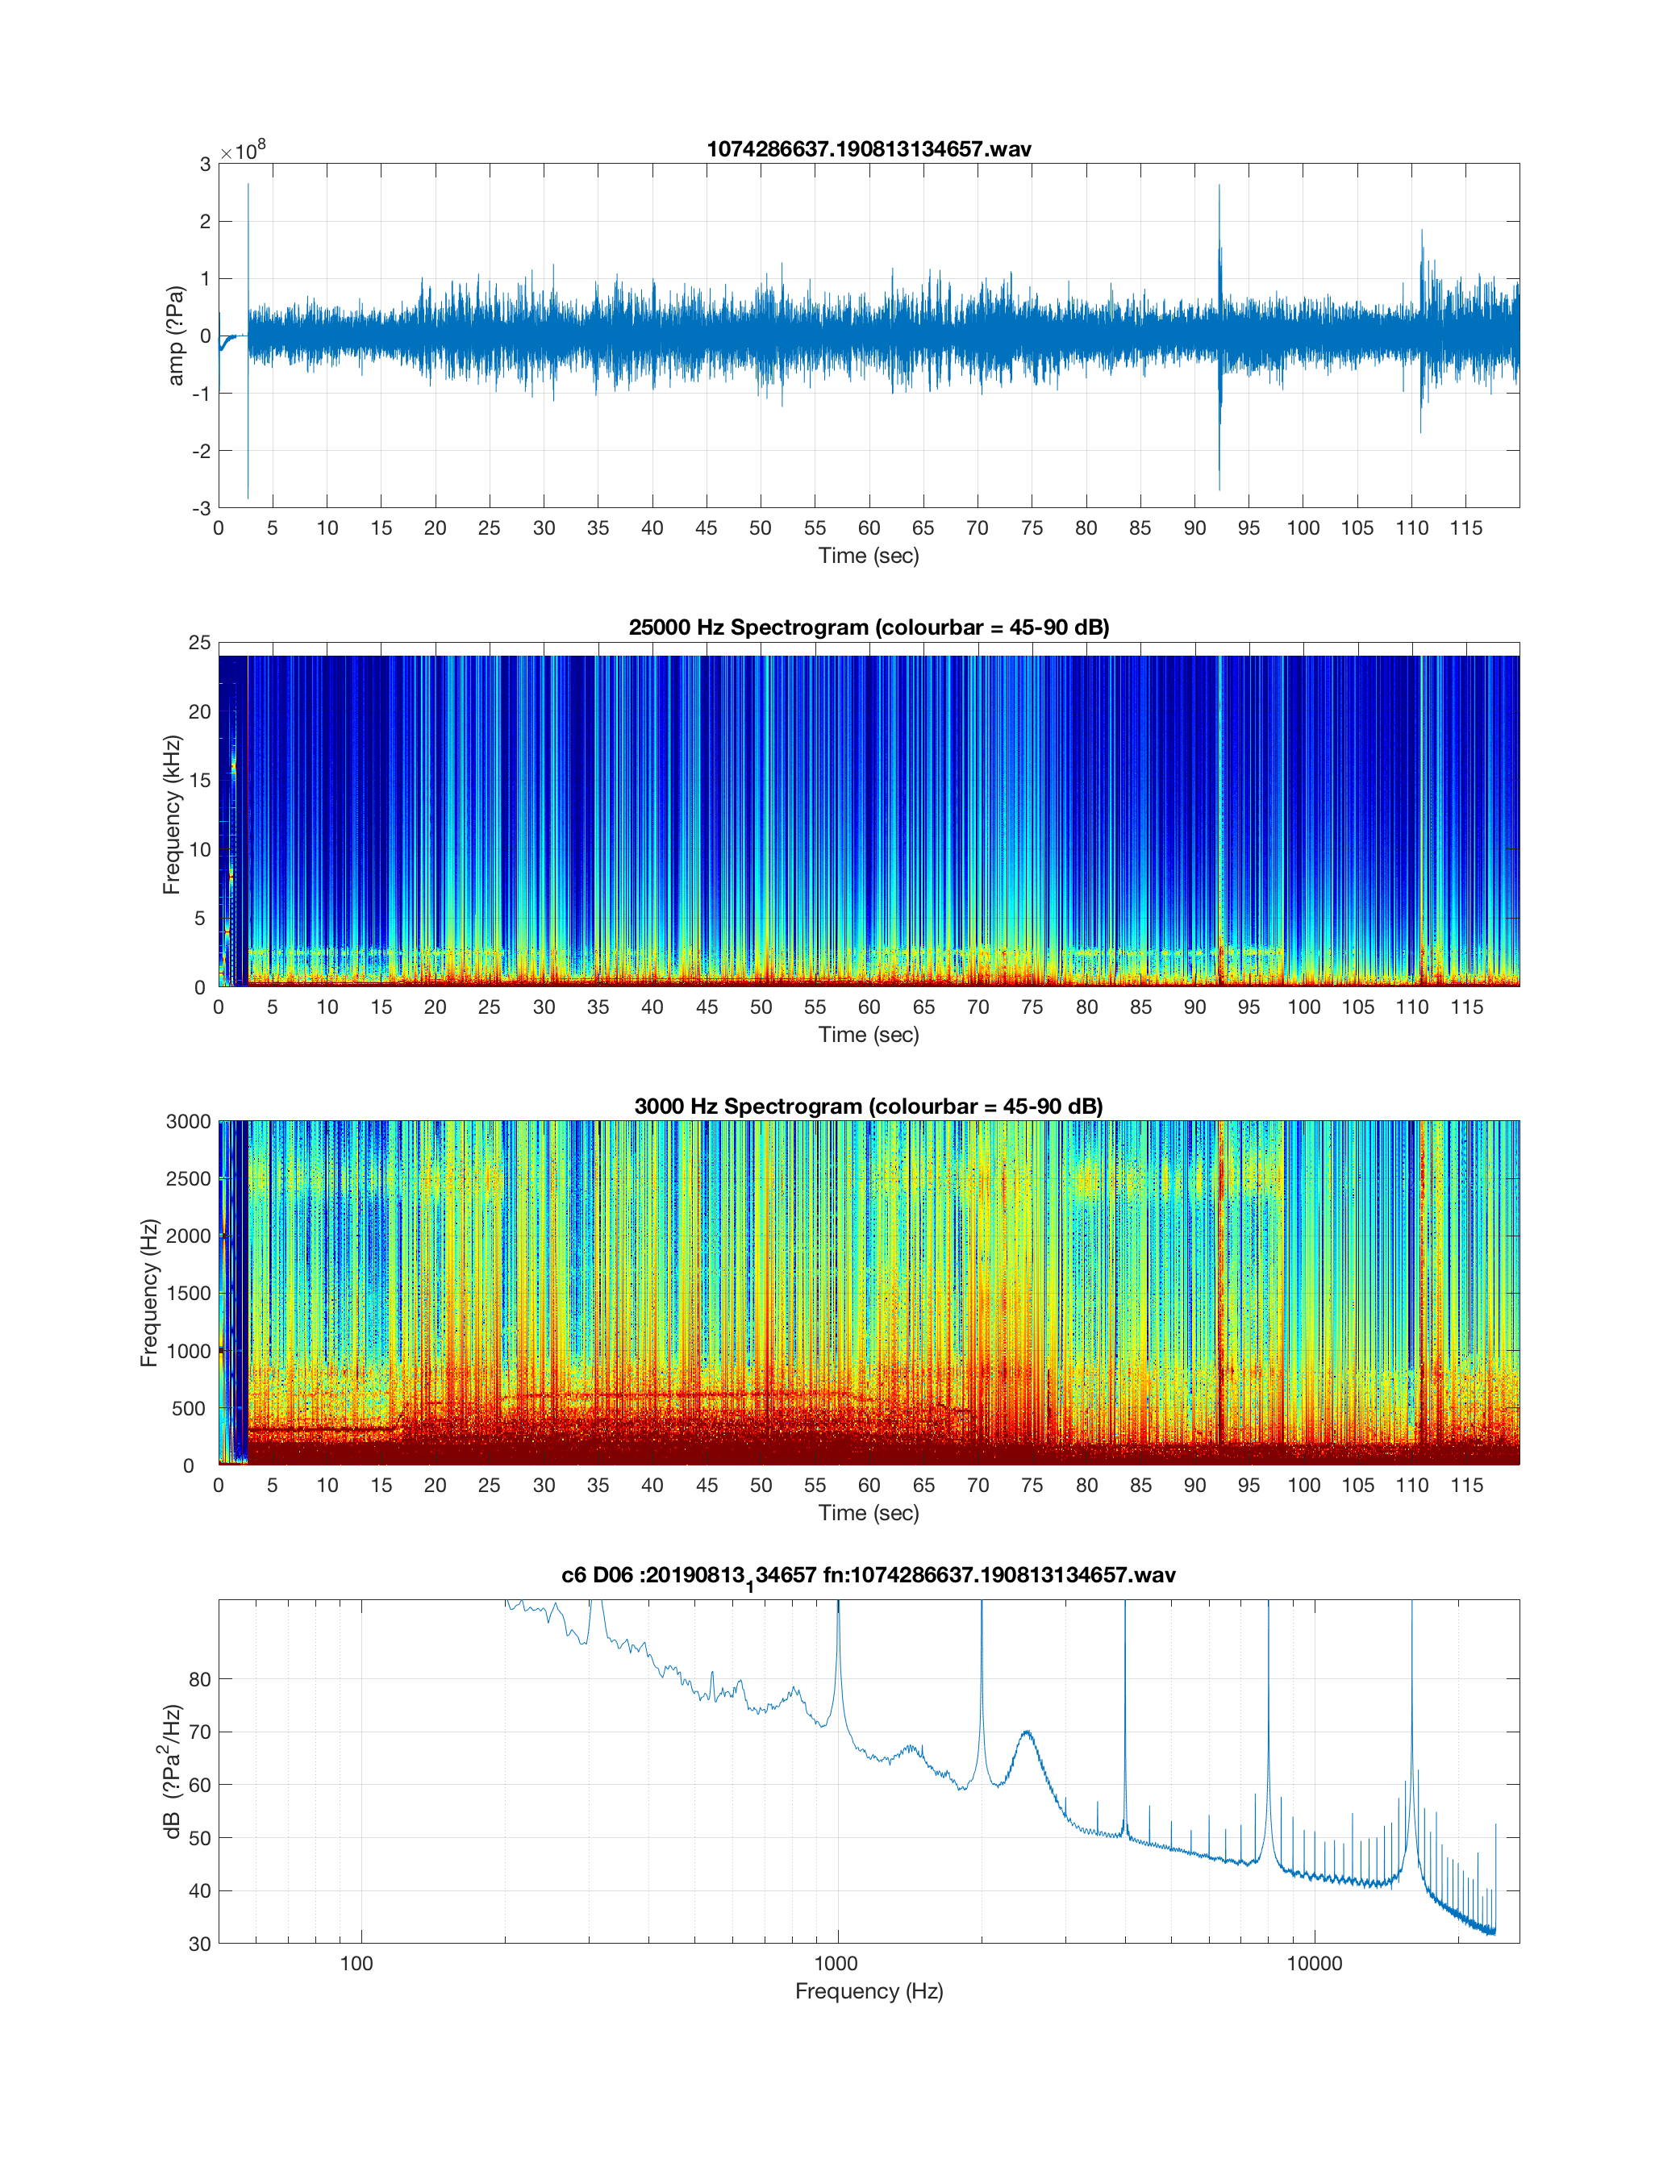 1074286637.190813134657.wav
×10⁸
3
2
1
0
-1
-2
-3
amp (?Pa)
0 5 10 15 20 25 30 35 40 45 50 55 60 65 70 75 80 85 90 95 100 105 110 115
Time (sec)
25000 Hz Spectrogram (colourbar = 45-90 dB)
25
20
15
10
5
0
Frequency (kHz)
0 5 10 15 20 25 30 35 40 45 50 55 60 65 70 75 80 85 90 95 100 105 110 115
Time (sec)
3000 Hz Spectrogram (colourbar = 45-90 dB)
3000
2500
2000
1500
1000
500
0
Frequency (Hz)
0 5 10 15 20 25 30 35 40 45 50 55 60 65 70 75 80 85 90 95 100 105 110 115
Time (sec)
c6 D06 :20190813₁34657 fn:1074286637.190813134657.wav
80
70
60
50
40
30
dB (?Pa²/Hz)
100 1000 10000
Frequency (Hz)